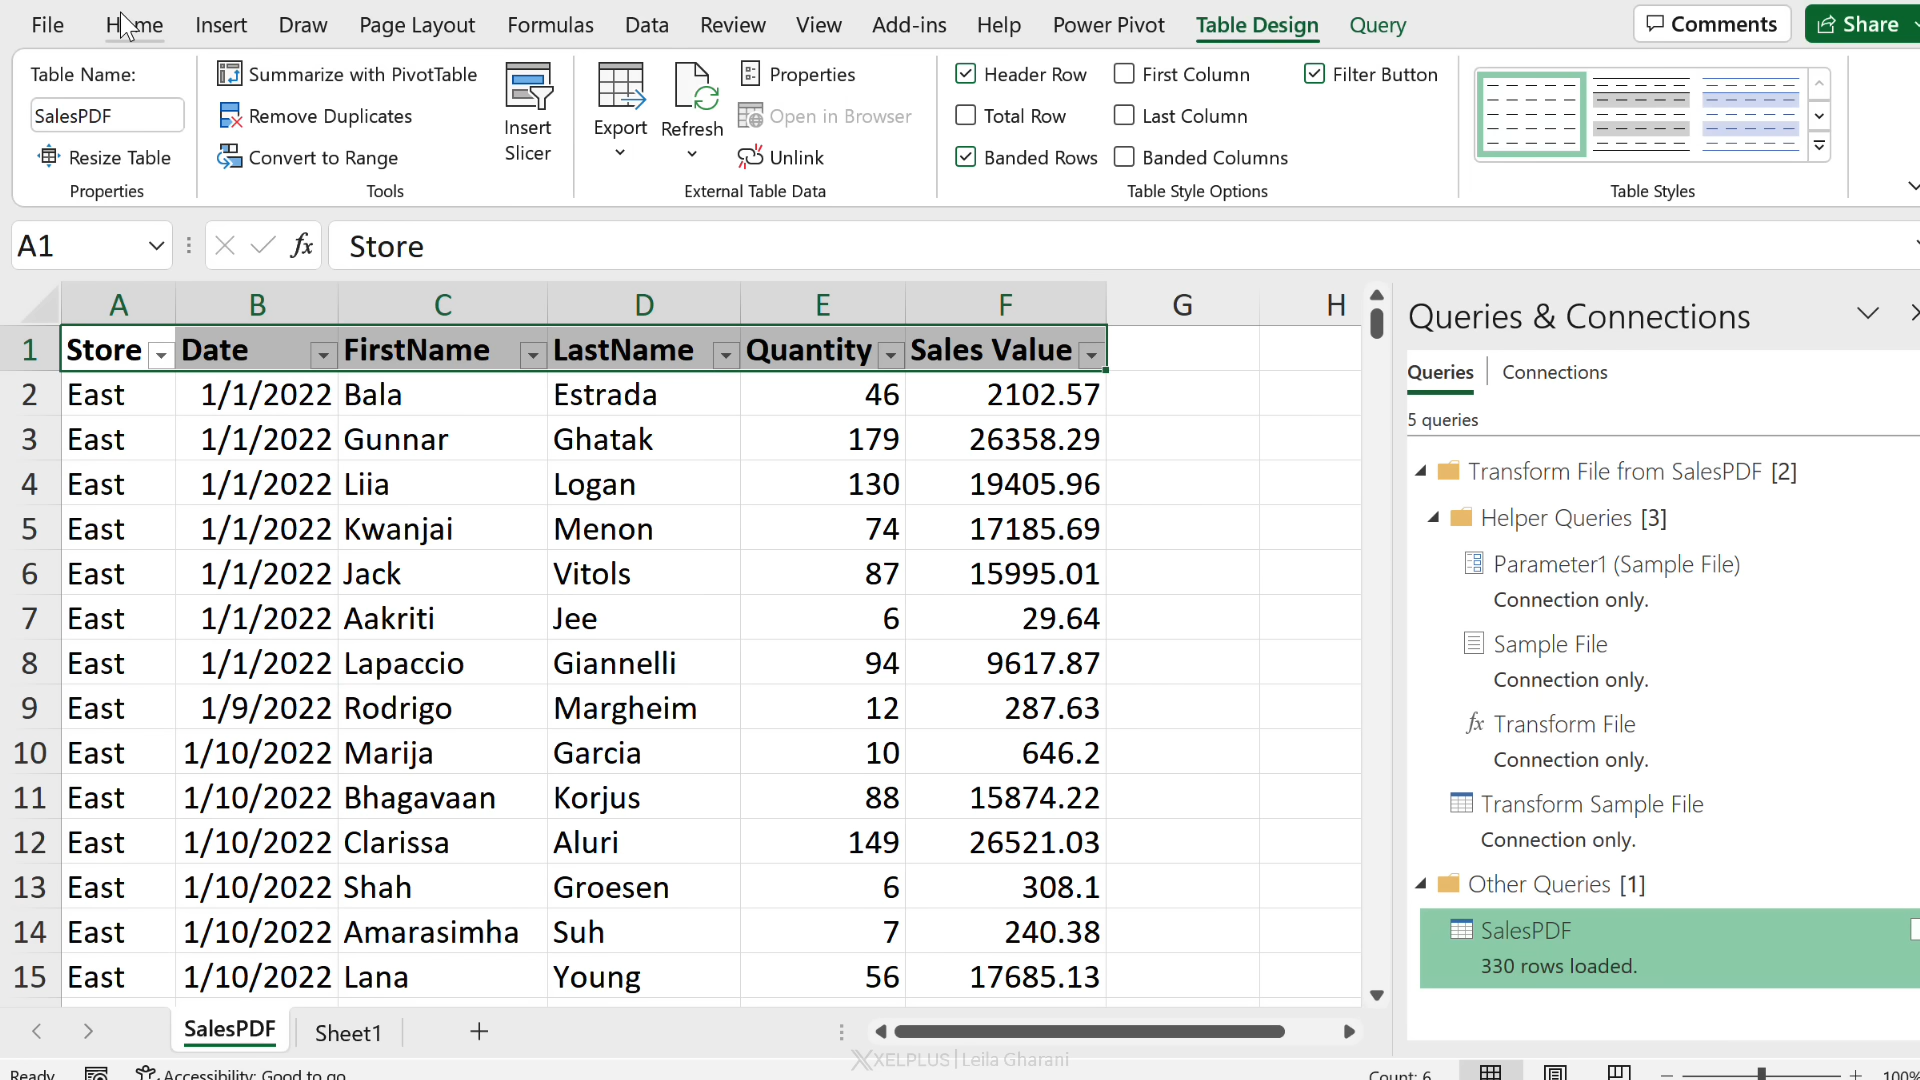 File Home Insert Draw Page Layout Formulas Data Review View Add-ins Help Power Pivot Table Design Query Comments Share
Table Name:
SalesPDF
Resize Table
Properties
Summarize with PivotTable
Remove Duplicates
Convert to Range
Tools
Insert
Slicer
Export
Refresh
Properties
Open in Browser
Unlink
External Table Data
Header Row First Column Filter Button
Total Row Last Column
Banded Rows Banded Columns
Table Style Options
Table Styles
A1 fx Store
A B C D E F G H
1 Store Date FirstName LastName Quantity Sales Value
2 East 1/1/2022 Bala Estrada 46 2102.57
3 East 1/1/2022 Gunnar Ghatak 179 26358.29
4 East 1/1/2022 Liia Logan 130 19405.96
5 East 1/1/2022 Kwanjai Menon 74 17185.69
6 East 1/1/2022 Jack Vitols 87 15995.01
7 East 1/1/2022 Aakriti Jee 6 29.64
8 East 1/1/2022 Lapaccio Giannelli 94 9617.87
9 East 1/9/2022 Rodrigo Margheim 12 287.63
10 East 1/10/2022 Marija Garcia 10 646.2
11 East 1/10/2022 Bhagavaan Korjus 88 15874.22
12 East 1/10/2022 Clarissa Aluri 149 26521.03
13 East 1/10/2022 Shah Groesen 6 308.1
14 East 1/10/2022 Amarasimha Suh 7 240.38
15 East 1/10/2022 Lana Young 56 17685.13
Queries & Connections
Queries Connections
5 queries
Transform File from SalesPDF [2]
Helper Queries [3]
Parameter1 (Sample File)
Connection only.
Sample File
Connection only.
fx Transform File
Connection only.
Transform Sample File
Connection only.
Other Queries [1]
SalesPDF
330 rows loaded.
SalesPDF Sheet1
XELPLUS | Leila Gharani
Ready Accessibility: Good to go Count: 6 100%